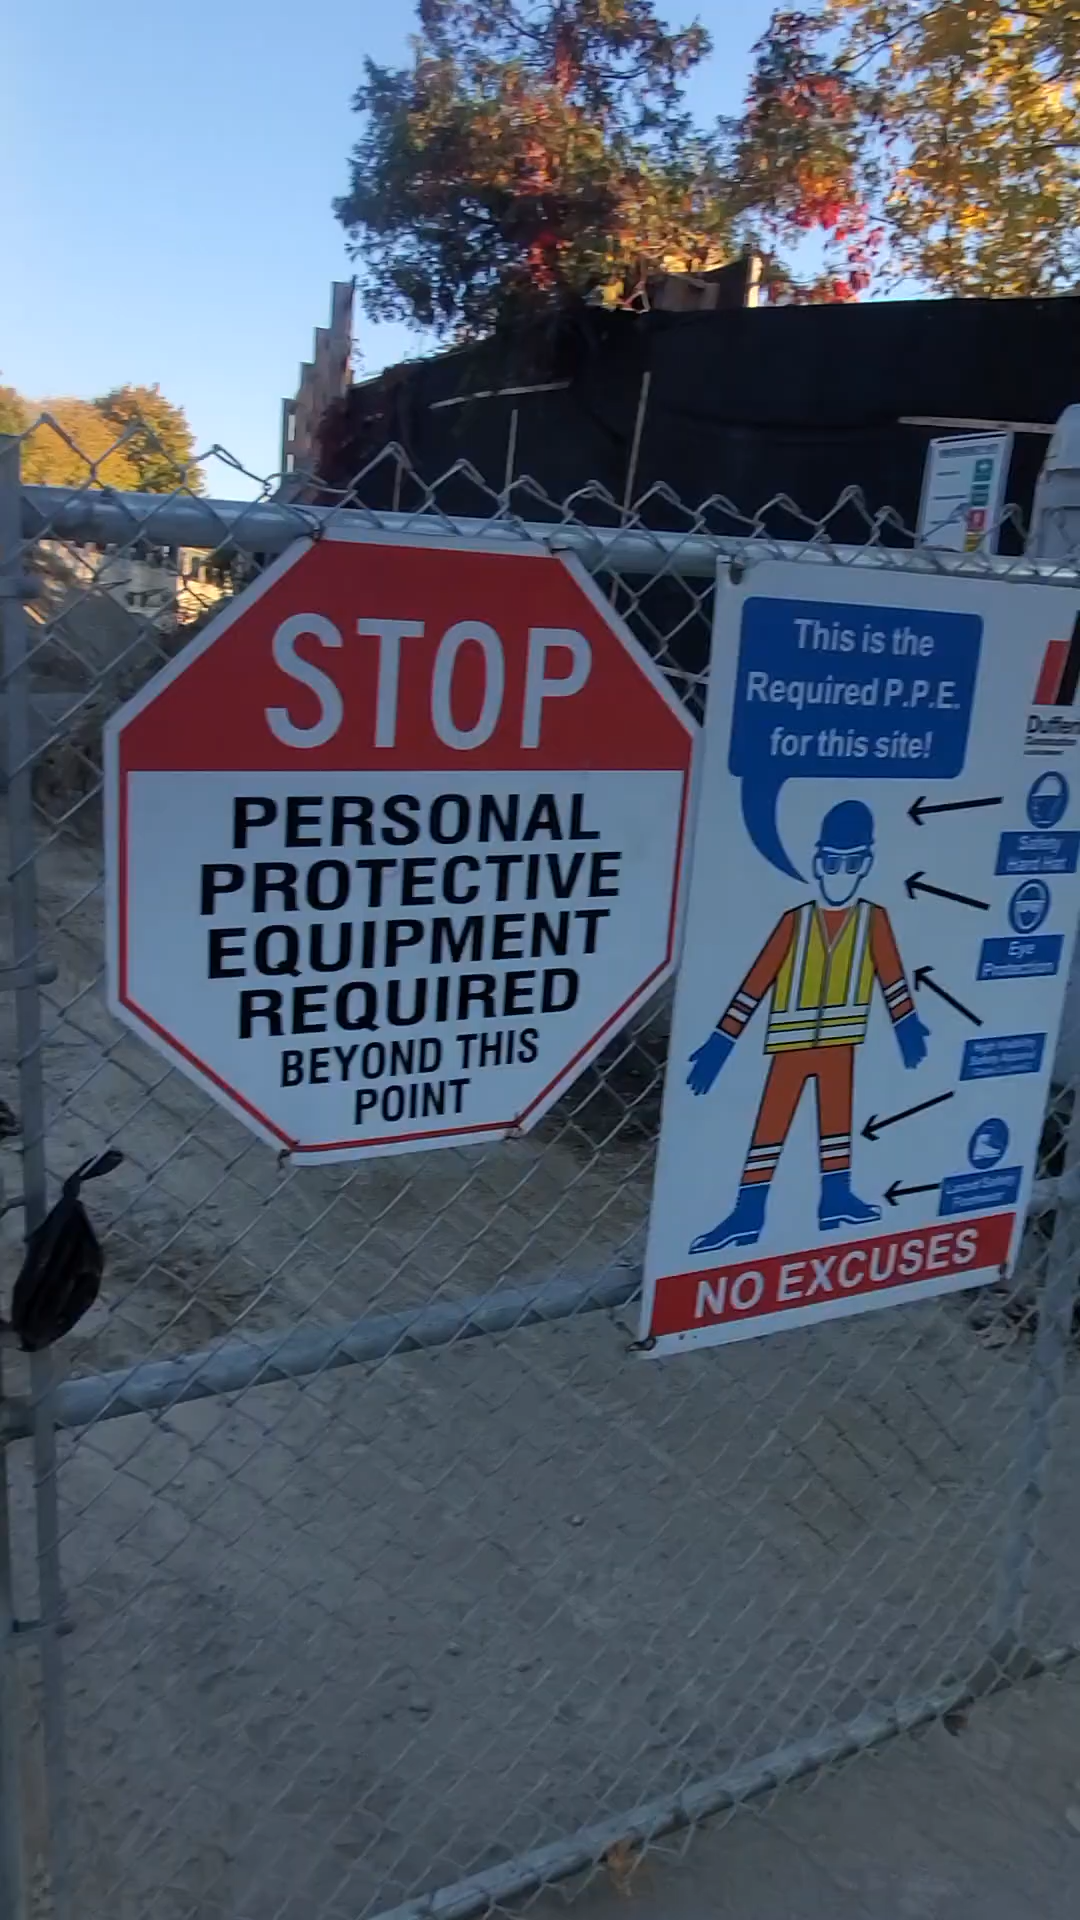 STOP
PERSONAL
PROTECTIVE
EQUIPMENT
REQUIRED
BEYOND THIS
POINT
This is the
Required P.P.E.
for this site!
Safety
Hard Hat
Eye
Protection
NO EXCUSES